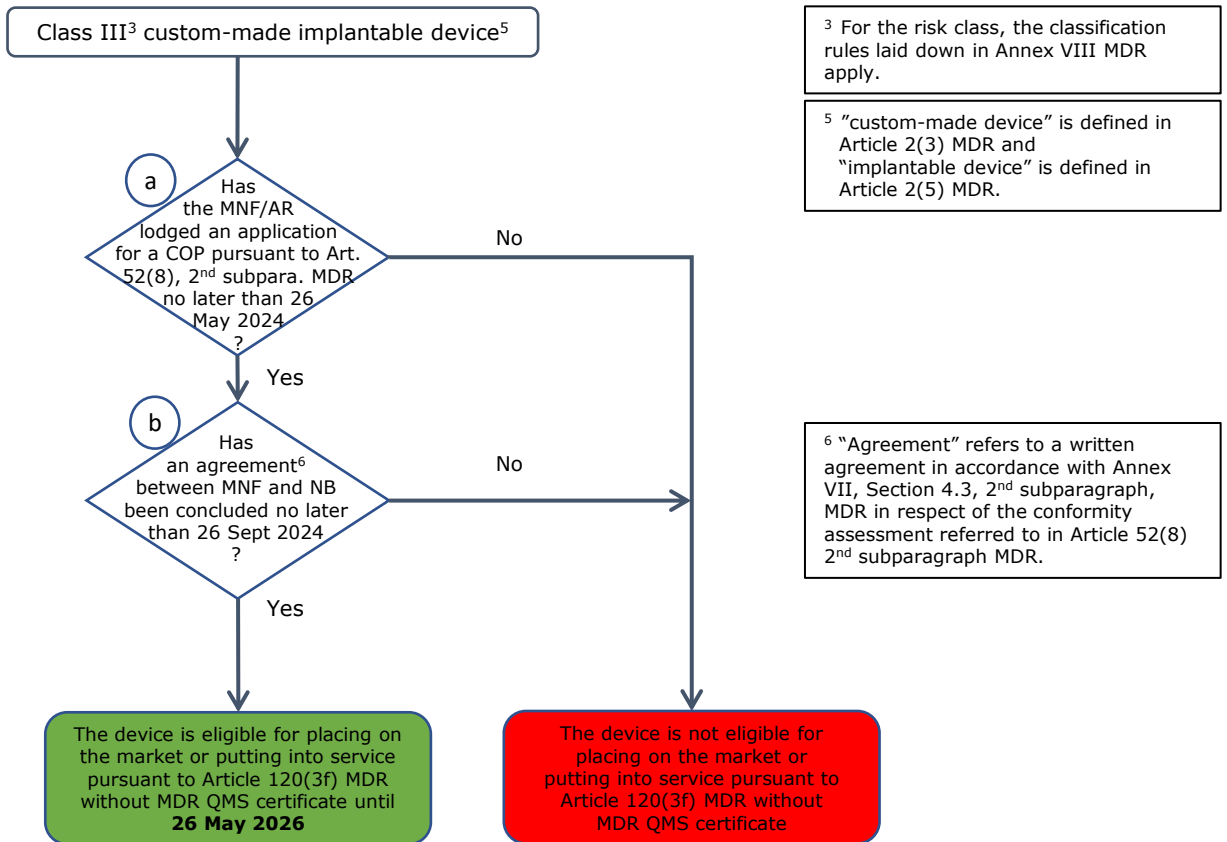 Class III³ custom-made implantable device⁵
³ For the risk class, the classification
rules laid down in Annex VIII MDR
apply.
⁵ ”custom-made device” is defined in
Article 2(3) MDR and
“implantable device” is defined in
Article 2(5) MDR.
a
Has
the MNF/AR
lodged an application
for a COP pursuant to Art.
52(8), 2nd subpara. MDR
no later than 26
May 2024
?
No
Yes
b
Has
an agreement⁶
between MNF and NB
been concluded no later
than 26 Sept 2024
?
No
Yes
⁶ “Agreement” refers to a written
agreement in accordance with Annex
VII, Section 4.3, 2nd subparagraph,
MDR in respect of the conformity
assessment referred to in Article 52(8)
2nd subparagraph MDR.
The device is eligible for placing on
the market or putting into service
pursuant to Article 120(3f) MDR
without MDR QMS certificate until
26 May 2026
The device is not eligible for
placing on the market or
putting into service pursuant to
Article 120(3f) MDR without
MDR QMS certificate